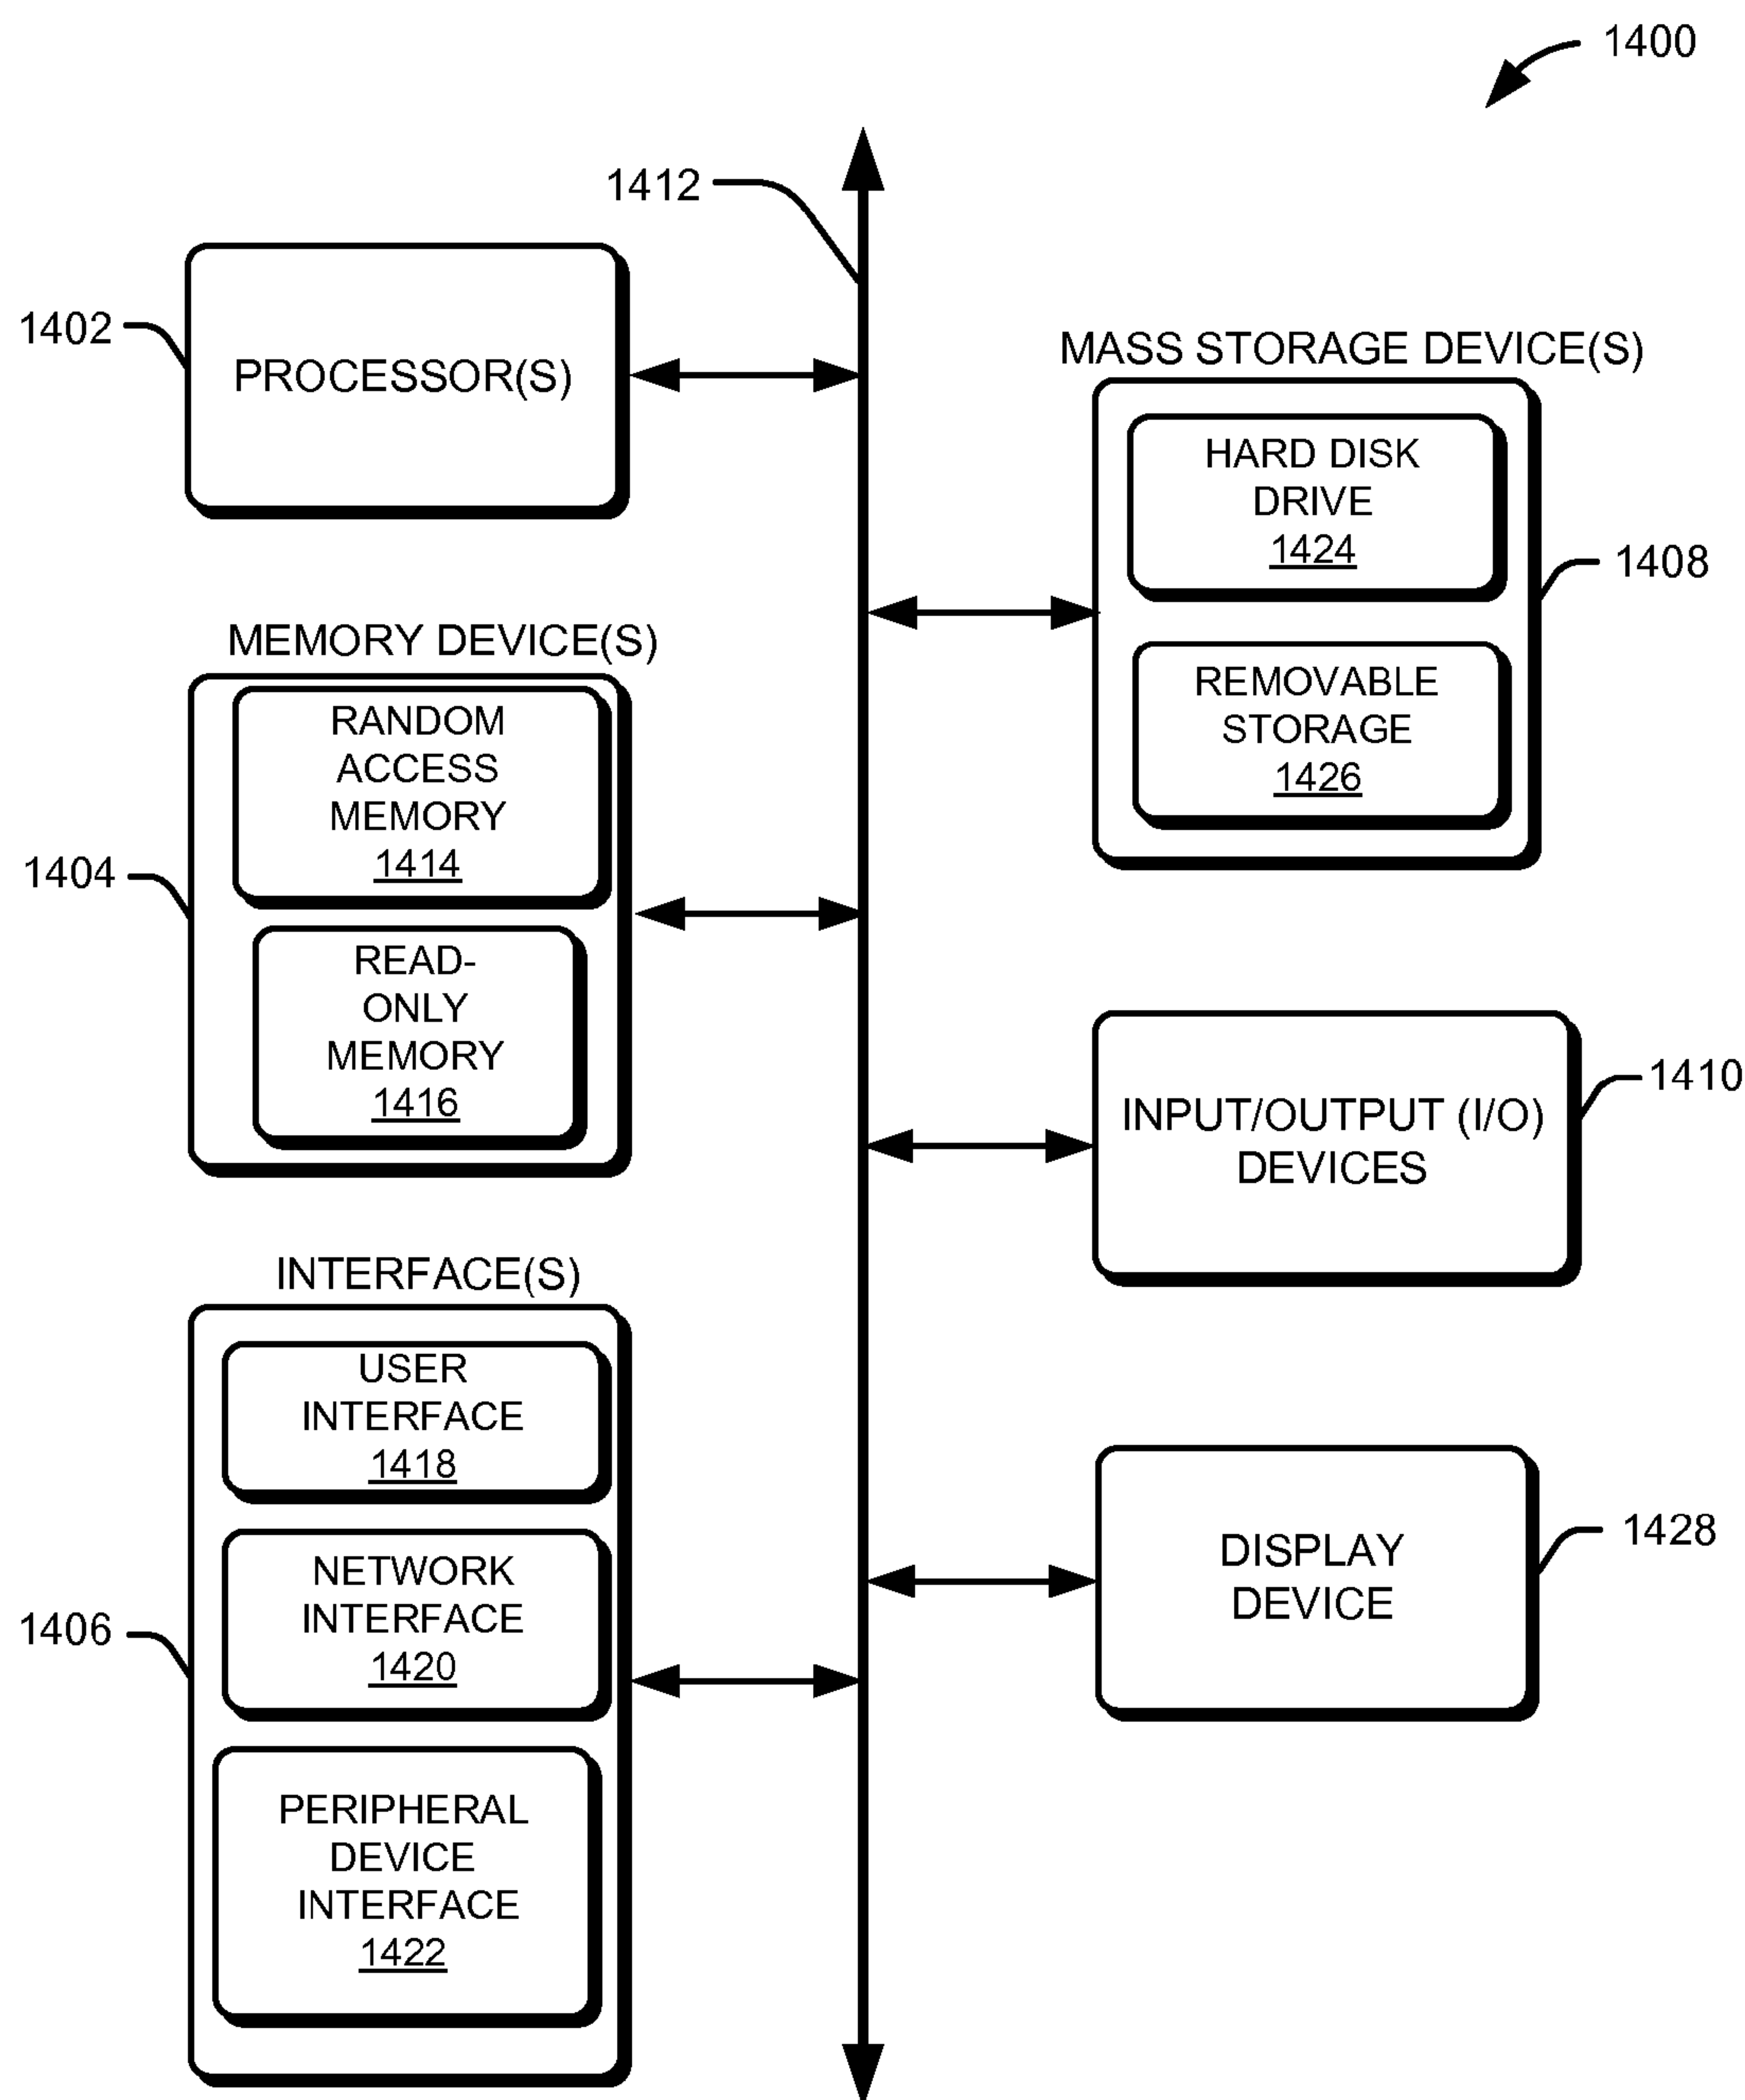 1400
1412
1402
PROCESSOR(S)
MASS STORAGE DEVICE(S)
HARD DISK
DRIVE
1424
1408
REMOVABLE
STORAGE
1426
MEMORY DEVICE(S)
RANDOM
ACCESS
MEMORY
1414
1404
READ-
ONLY
MEMORY
1416
1410
INPUT/OUTPUT (I/O)
DEVICES
INTERFACE(S)
USER
INTERFACE
1418
NETWORK
INTERFACE
1420
1406
PERIPHERAL
DEVICE
INTERFACE
1422
1428
DISPLAY
DEVICE